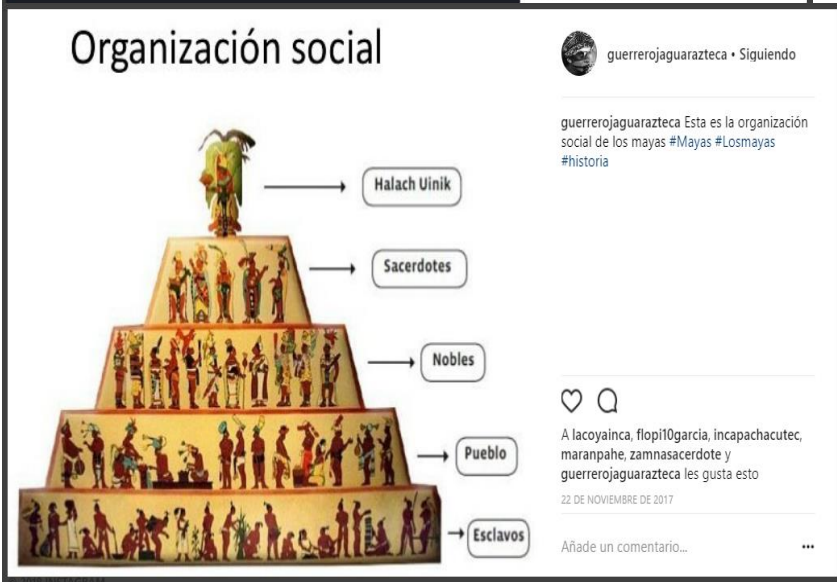 Organización social
Halach Uinik
Sacerdotes
Nobles
Pueblo
Esclavos
guerrerojaguarazteca • Siguiendo
guerrerojaguarazteca Esta es la organización
social de los mayas #Mayas #Losmayas
#historia
A lacoyainca, flopi10garcia, incapachacutec,
maranpahe, zamnasacerdote y
guerrerojaguarazteca les gusta esto
22 DE NOVIEMBRE DE 2017
Añade un comentario...